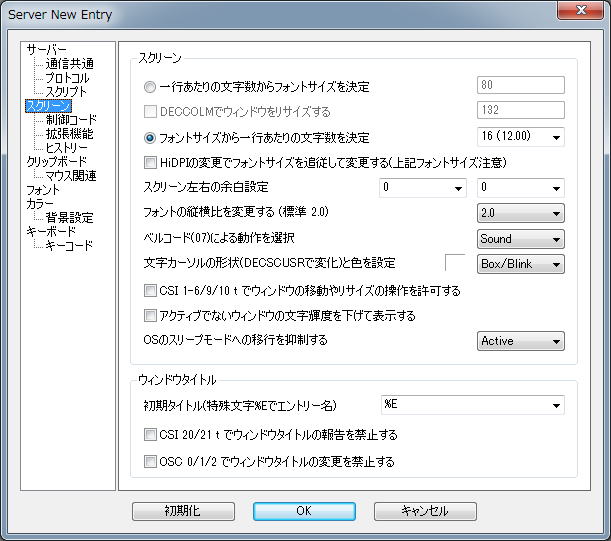 Server New Entry
サーバー
通信共通
プロトコル
スクリプト
スクリーン
制御コード
拡張機能
ヒストリー
クリップボード
マウス関連
フォント
カラー
背景設定
キーボード
キーコード
スクリーン
一行あたりの文字数からフォントサイズを決定 80
DECCOLMでウィンドウをリサイズする 132
フォントサイズから一行あたりの文字数を決定 16 (12.00)
HiDPIの変更でフォントサイズを追従して変更する(上記フォントサイズ注意)
スクリーン左右の余白設定 0 0
フォントの縦横比を変更する (標準 2.0) 2.0
ベルコード(07)による動作を選択 Sound
文字カーソルの形状(DECSCUSRで変化)と色を設定 Box/Blink
CSI 1-6/9/10 t でウィンドウの移動やリサイズの操作を許可する
アクティブでないウィンドウの文字輝度を下げて表示する
OSのスリープモードへの移行を抑制する Active
ウィンドウタイトル
初期タイトル(特殊文字%Eでエントリー名) %E
CSI 20/21 t でウィンドウタイトルの報告を禁止する
OSC 0/1/2 でウィンドウタイトルの変更を禁止する
初期化 OK キャンセル